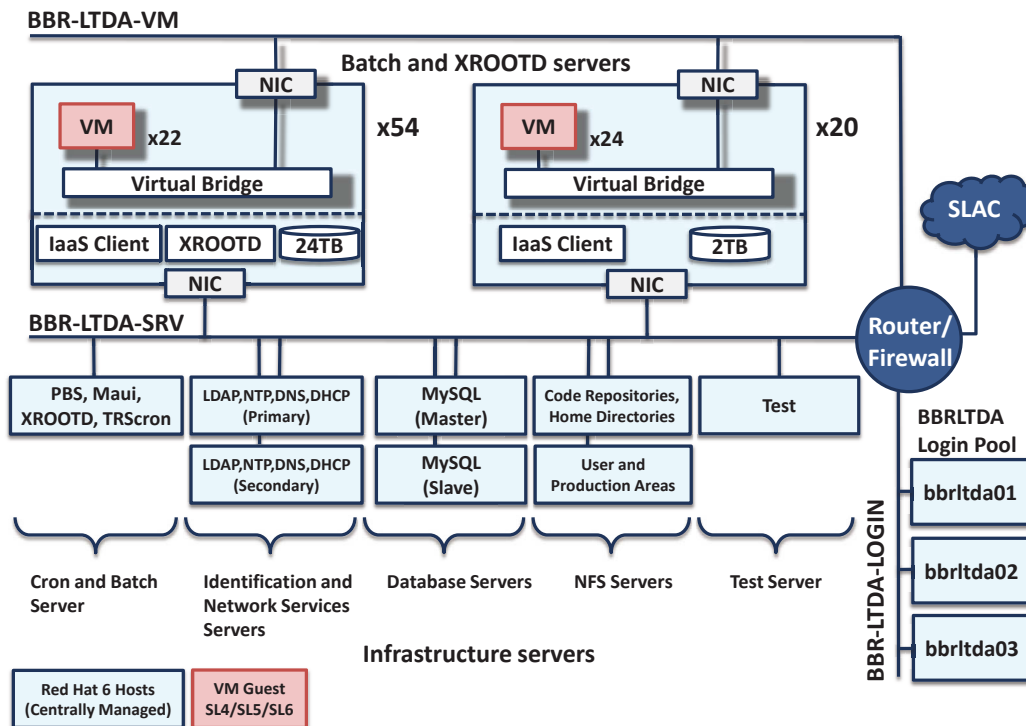 BBR-LTDA-VM
Batch and XROOTD servers
NIC
NIC
VM
x22
x54
VM
x24
x20
Virtual Bridge
Virtual Bridge
SLAC
IaaS Client
XROOTD
24TB
IaaS Client
2TB
NIC
NIC
BBR-LTDA-SRV
Router/
Firewall
PBS, Maui,
XROOTD, TRScron
LDAP,NTP,DNS,DHCP
(Primary)
MySQL
(Master)
Code Repositories,
Home Directories
Test
LDAP,NTP,DNS,DHCP
(Secondary)
MySQL
(Slave)
User and
Production Areas
BBRLTDA
Login Pool
bbrltda01
bbrltda02
bbrltda03
BBR-LTDA-LOGIN
Cron and Batch
Server
Identification and
Network Services
Servers
Database Servers
NFS Servers
Test Server
Infrastructure servers
Red Hat 6 Hosts
(Centrally Managed)
VM Guest
SL4/SL5/SL6